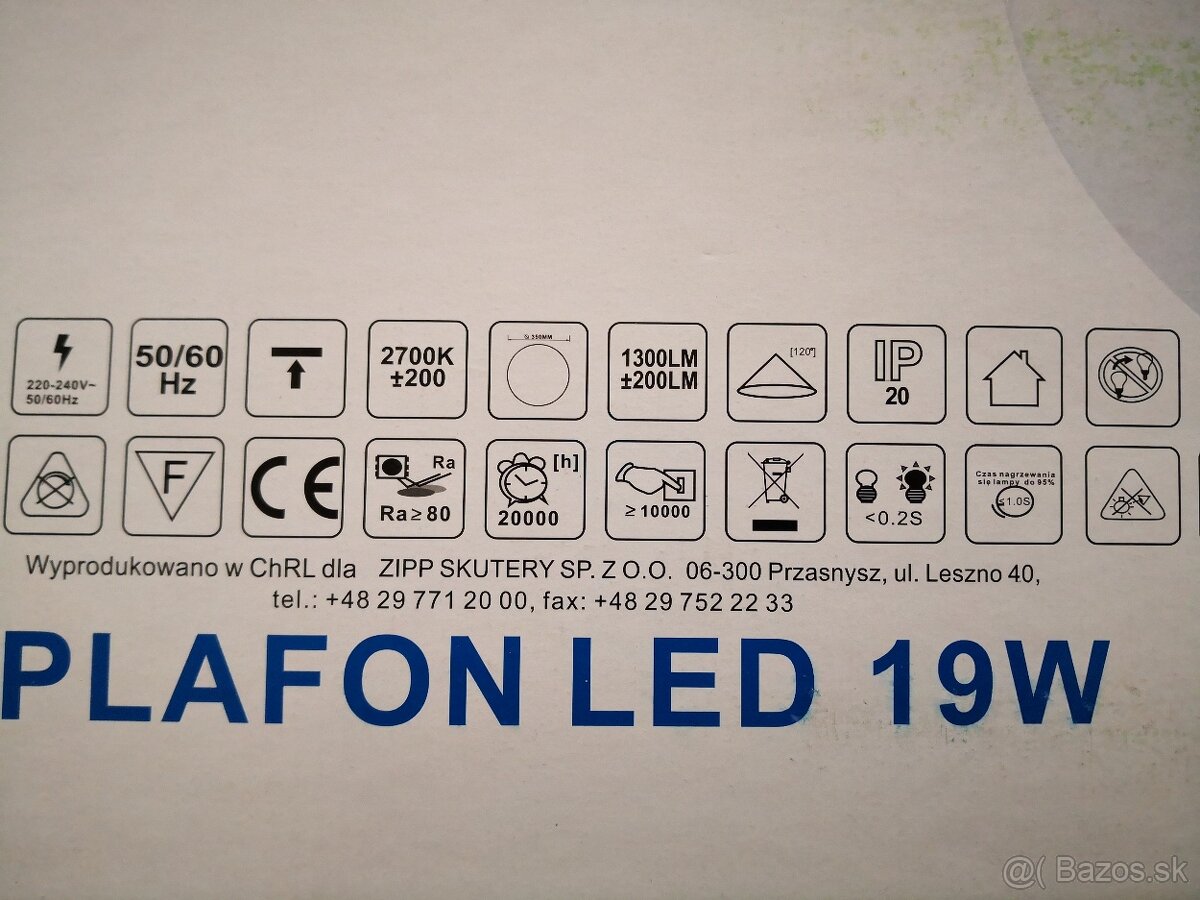 220-240V~
50/60Hz
50/60
Hz
2700K
±200
350MM
1300LM
±200LM
[120°]
IP
20
F
CE
Ra
Ra≥80
[h]
20000
≥10000
<0.2S
Czas nagrzewania
się lampy do 95%
≤1.0S
Wyprodukowano w ChRL dla ZIPP SKUTERY SP. Z O.O. 06-300 Przasnysz, ul. Leszno 40,
tel.: +48 29 771 20 00, fax: +48 29 752 22 33
PLAFON LED 19W
@( Bazos.sk